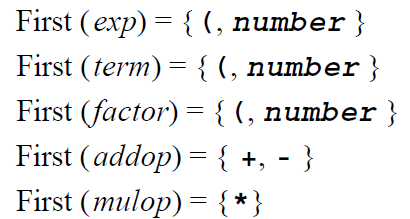 First (exp) = { (, number }
First (term) = { (, number }
First (factor) = { (, number }
First (addop) = { +, - }
First (mulop) = {*}